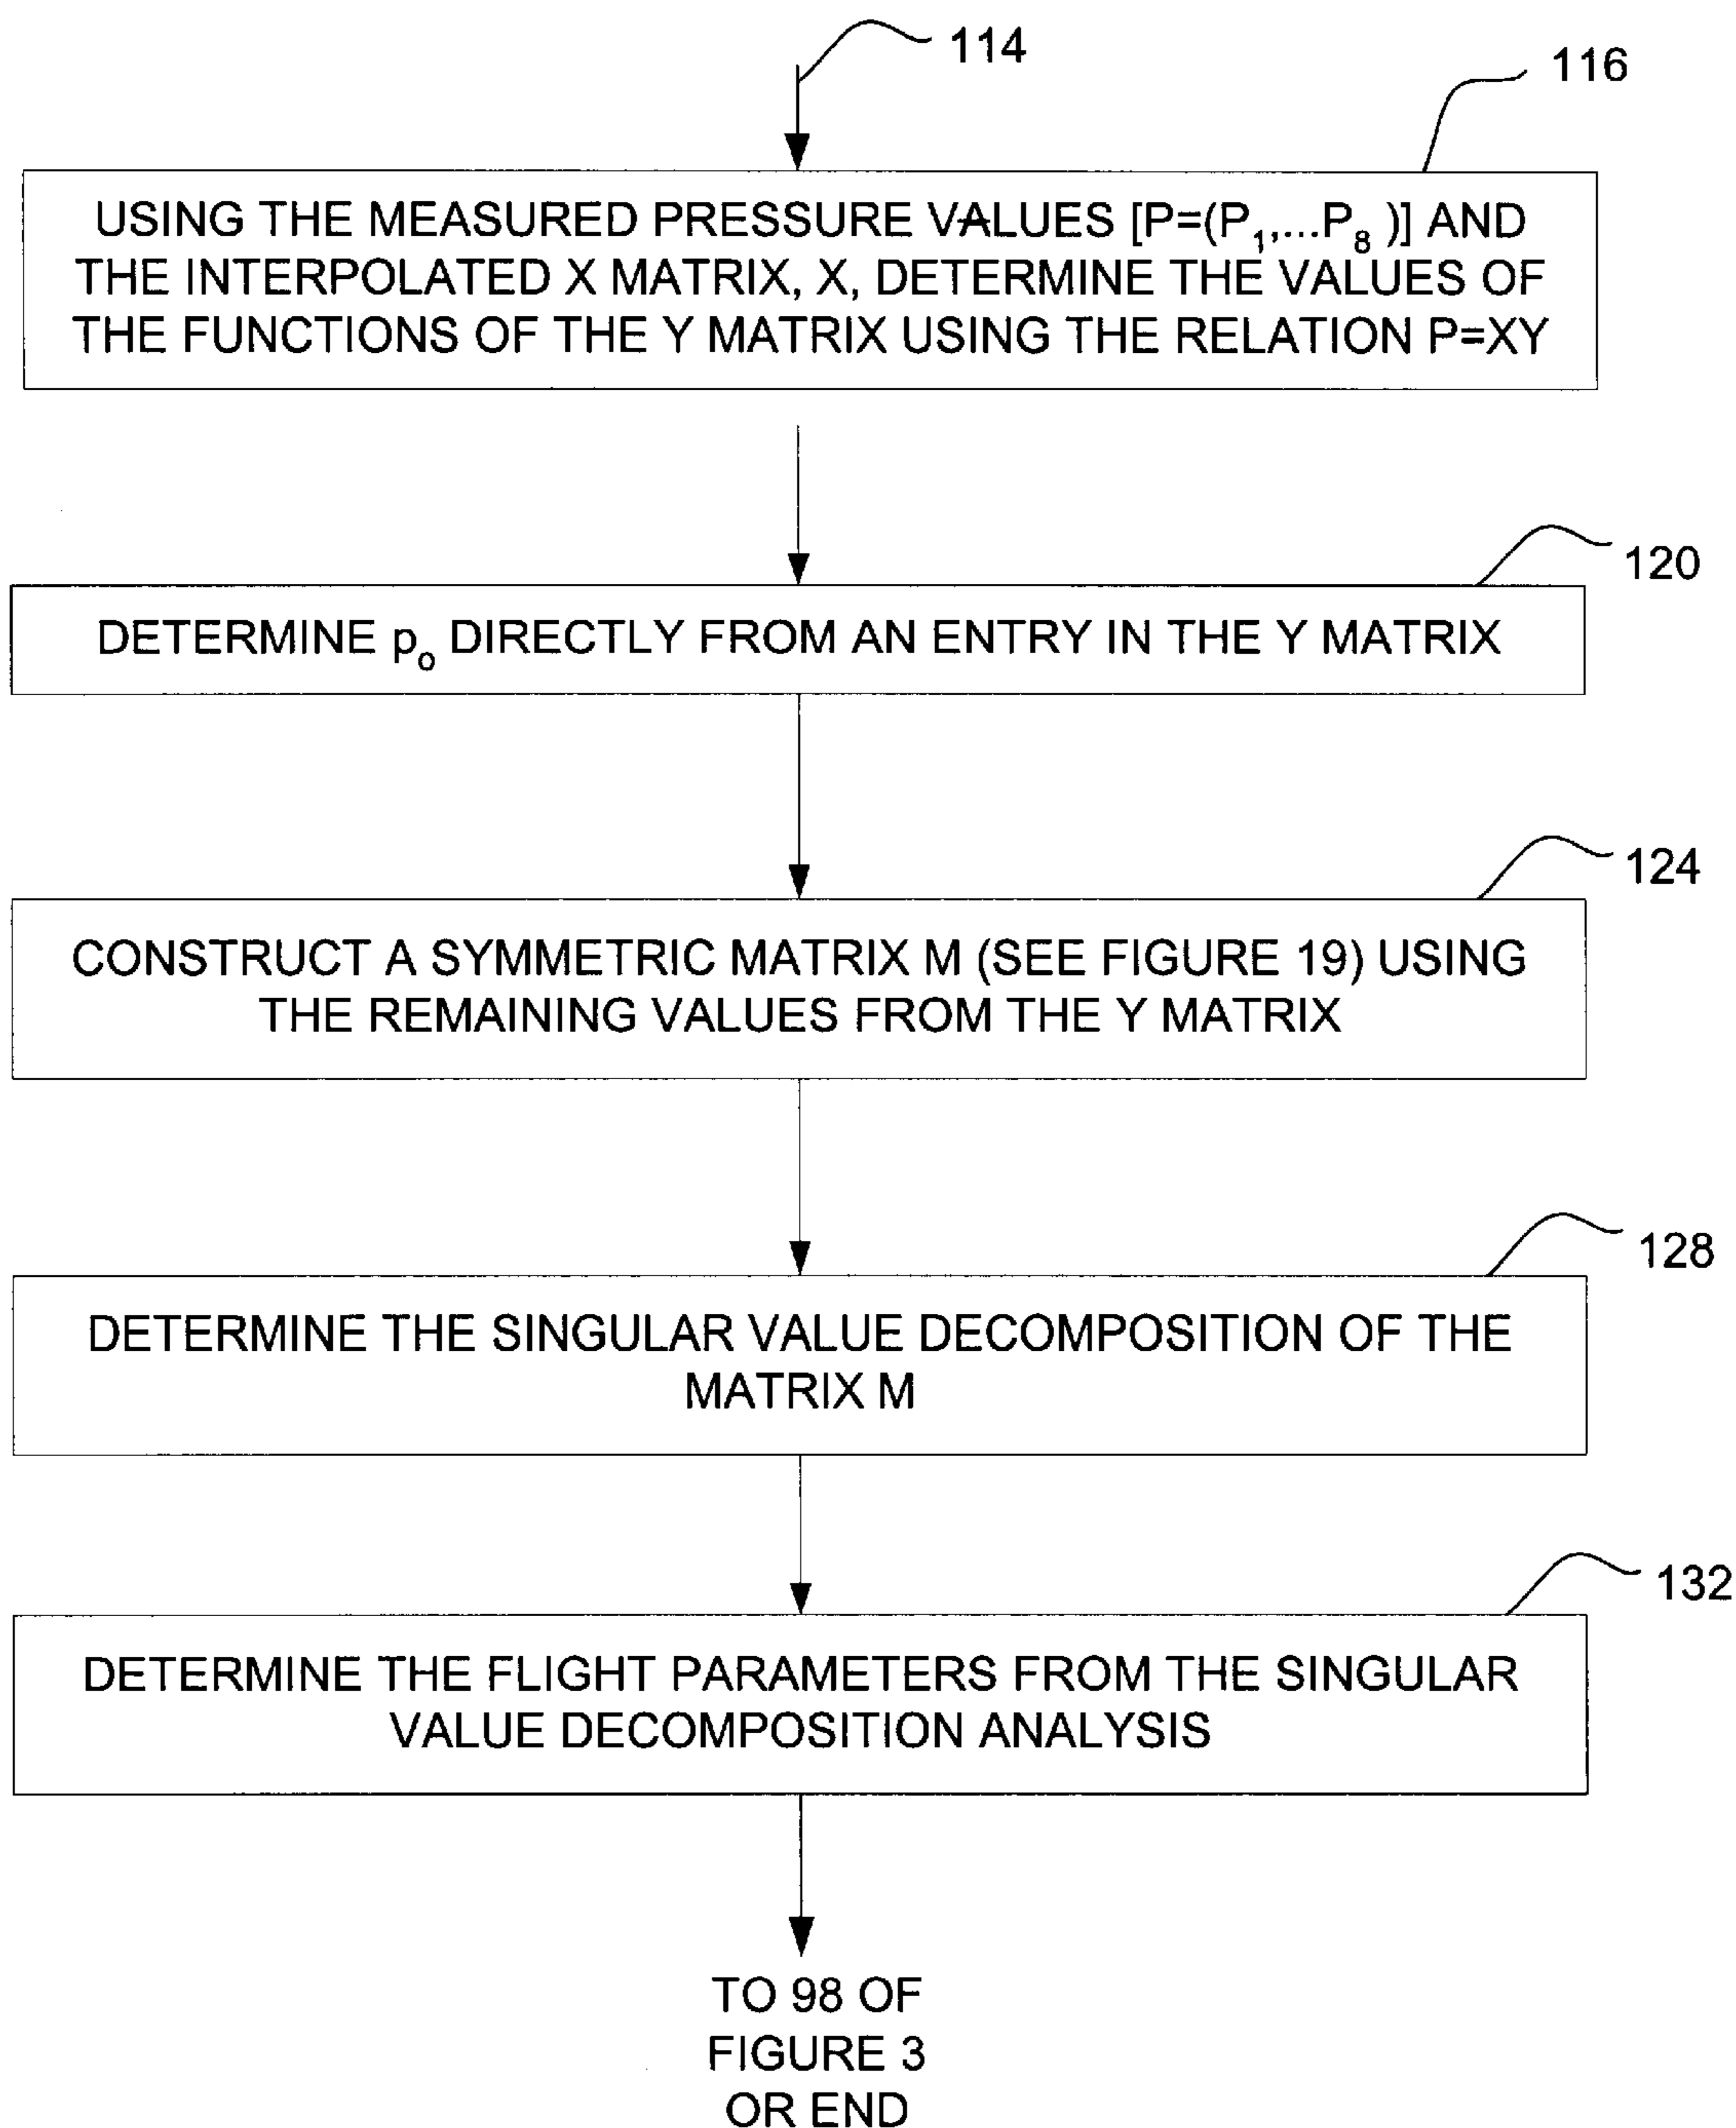 114
116
USING THE MEASURED PRESSURE VALUES [P=(P₁,...P₈ )] AND
THE INTERPOLATED X MATRIX, X, DETERMINE THE VALUES OF
THE FUNCTIONS OF THE Y MATRIX USING THE RELATION P=XY
120
DETERMINE pₒ DIRECTLY FROM AN ENTRY IN THE Y MATRIX
124
CONSTRUCT A SYMMETRIC MATRIX M (SEE FIGURE 19) USING
THE REMAINING VALUES FROM THE Y MATRIX
128
DETERMINE THE SINGULAR VALUE DECOMPOSITION OF THE
MATRIX M
132
DETERMINE THE FLIGHT PARAMETERS FROM THE SINGULAR
VALUE DECOMPOSITION ANALYSIS
TO 98 OF
FIGURE 3
OR END